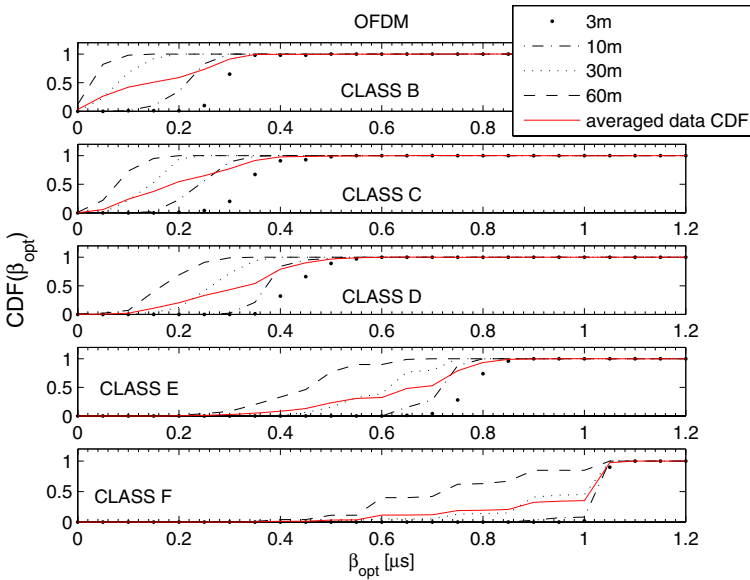 OFDM
3m
10m
30m
60m
averaged data CDF
1
0.5
0
CLASS B
0 0.2 0.4 0.6 0.8 1 1.2
1
0.5
0
CLASS C
0 0.2 0.4 0.6 0.8 1 1.2
1
0.5
0
CLASS D
0 0.2 0.4 0.6 0.8 1 1.2
1
0.5
0
CLASS E
0 0.2 0.4 0.6 0.8 1 1.2
1
0.5
0
CLASS F
0 0.2 0.4 0.6 0.8 1 1.2
CDF(β_opt)
β_opt [μs]